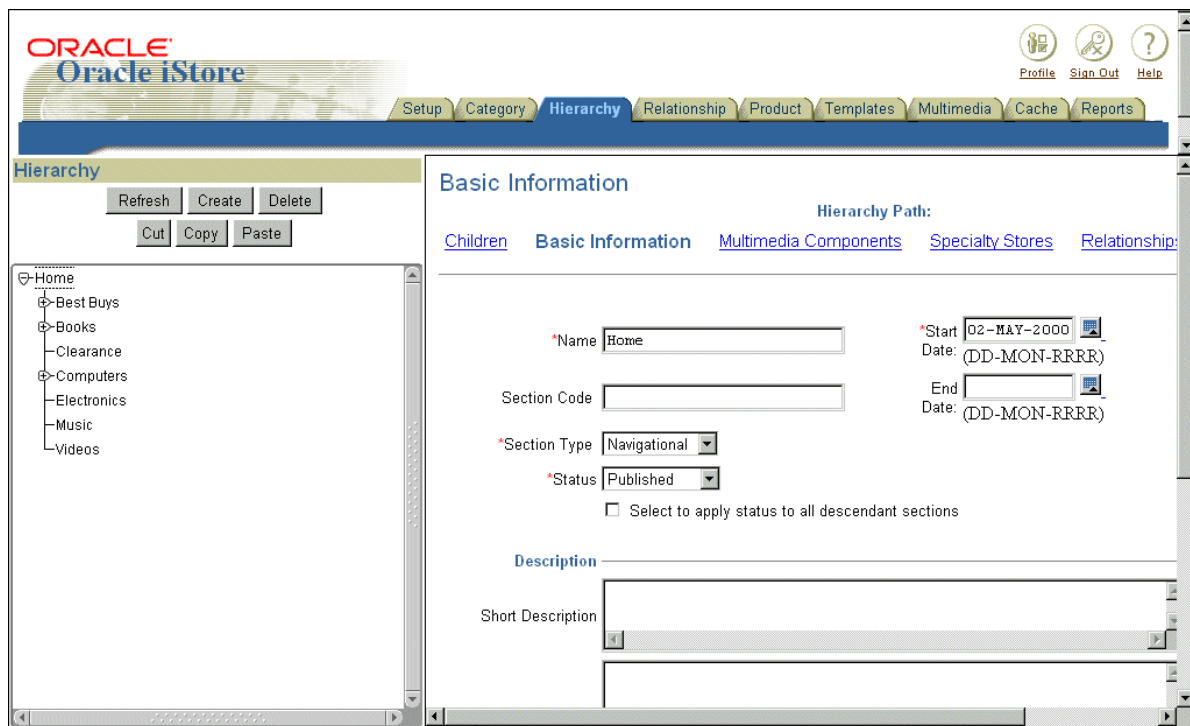 ORACLE
Oracle iStore
Profile Sign Out Help
Setup Category Hierarchy Relationship Product Templates Multimedia Cache Reports
Hierarchy
Refresh Create Delete
Cut Copy Paste
Home
Best Buys
Books
Clearance
Computers
Electronics
Music
Videos
Basic Information
Hierarchy Path:
Children Basic Information Multimedia Components Specialty Stores Relationships
*Name Home
*Start Date: 02-MAY-2000
(DD-MON-RRRR)
Section Code
End Date:
(DD-MON-RRRR)
*Section Type Navigational
*Status Published
Select to apply status to all descendant sections
Description
Short Description